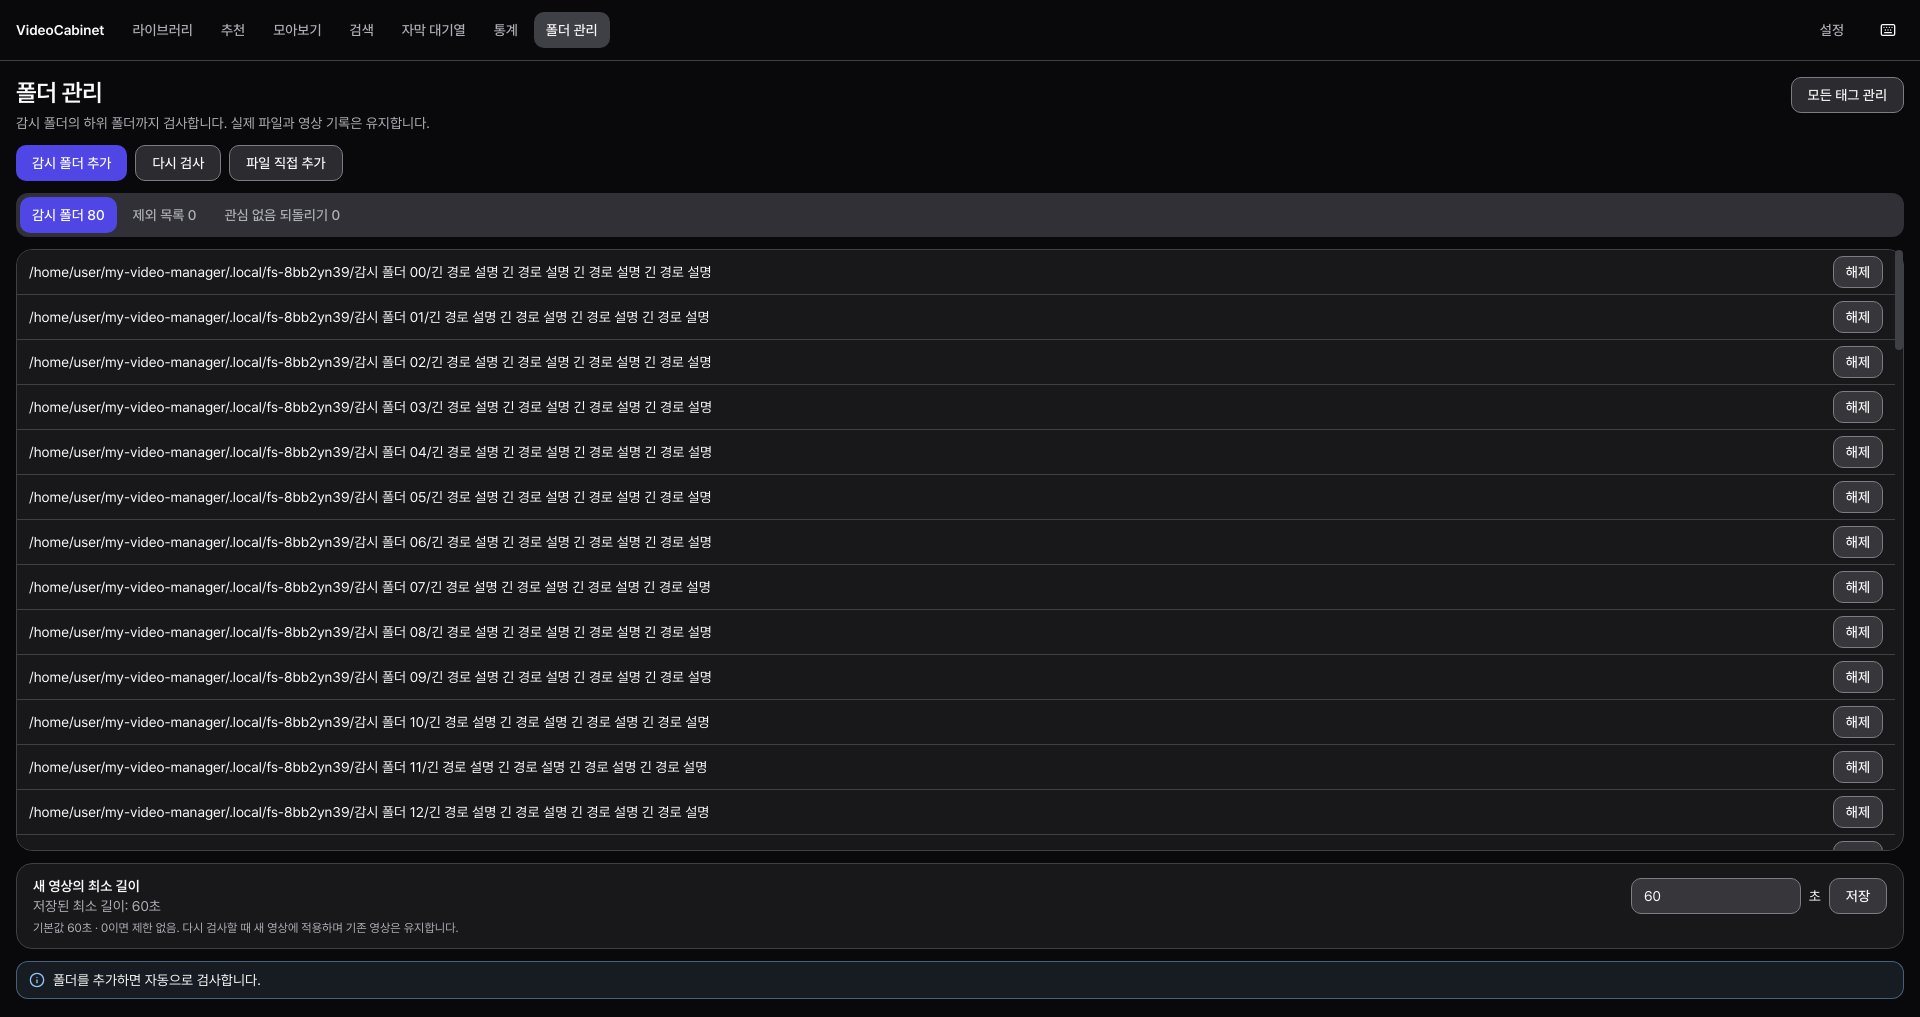 VideoCabinet 라이브러리 추천 모아보기 검색 자막 대기열 통계 폴더 관리 설정
폴더 관리
모든 태그 관리
감시 폴더의 하위 폴더까지 검사합니다. 실제 파일과 영상 기록은 유지합니다.
감시 폴더 추가 다시 검사 파일 직접 추가
감시 폴더 80 제외 목록 0 관심 없음 되돌리기 0
/home/user/my-video-manager/.local/fs-8bb2yn39/감시 폴더 00/긴 경로 설명 긴 경로 설명 긴 경로 설명 긴 경로 설명 해제
/home/user/my-video-manager/.local/fs-8bb2yn39/감시 폴더 01/긴 경로 설명 긴 경로 설명 긴 경로 설명 긴 경로 설명 해제
/home/user/my-video-manager/.local/fs-8bb2yn39/감시 폴더 02/긴 경로 설명 긴 경로 설명 긴 경로 설명 긴 경로 설명 해제
/home/user/my-video-manager/.local/fs-8bb2yn39/감시 폴더 03/긴 경로 설명 긴 경로 설명 긴 경로 설명 긴 경로 설명 해제
/home/user/my-video-manager/.local/fs-8bb2yn39/감시 폴더 04/긴 경로 설명 긴 경로 설명 긴 경로 설명 긴 경로 설명 해제
/home/user/my-video-manager/.local/fs-8bb2yn39/감시 폴더 05/긴 경로 설명 긴 경로 설명 긴 경로 설명 긴 경로 설명 해제
/home/user/my-video-manager/.local/fs-8bb2yn39/감시 폴더 06/긴 경로 설명 긴 경로 설명 긴 경로 설명 긴 경로 설명 해제
/home/user/my-video-manager/.local/fs-8bb2yn39/감시 폴더 07/긴 경로 설명 긴 경로 설명 긴 경로 설명 긴 경로 설명 해제
/home/user/my-video-manager/.local/fs-8bb2yn39/감시 폴더 08/긴 경로 설명 긴 경로 설명 긴 경로 설명 긴 경로 설명 해제
/home/user/my-video-manager/.local/fs-8bb2yn39/감시 폴더 09/긴 경로 설명 긴 경로 설명 긴 경로 설명 긴 경로 설명 해제
/home/user/my-video-manager/.local/fs-8bb2yn39/감시 폴더 10/긴 경로 설명 긴 경로 설명 긴 경로 설명 긴 경로 설명 해제
/home/user/my-video-manager/.local/fs-8bb2yn39/감시 폴더 11/긴 경로 설명 긴 경로 설명 긴 경로 설명 긴 경로 설명 해제
/home/user/my-video-manager/.local/fs-8bb2yn39/감시 폴더 12/긴 경로 설명 긴 경로 설명 긴 경로 설명 긴 경로 설명 해제
새 영상의 최소 길이
저장된 최소 길이: 60초
60 초 저장
기본값 60초 · 0이면 제한 없음. 다시 검사할 때 새 영상에 적용하며 기존 영상은 유지합니다.
폴더를 추가하면 자동으로 검사합니다.